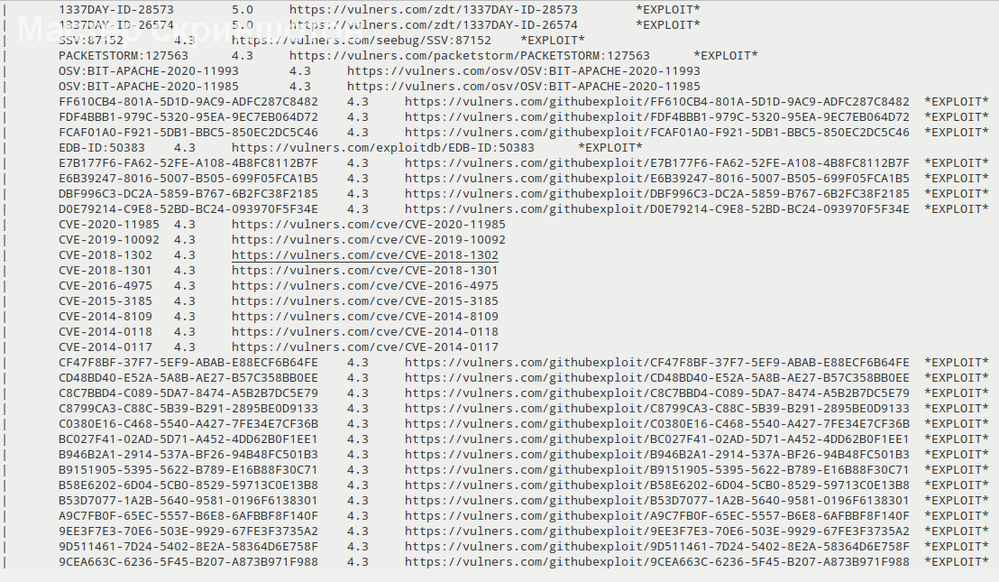 | 1337DAY-ID-28573 5.0 https://vulners.com/zdt/1337DAY-ID-28573 *EXPLOIT*
| 1337DAY-ID-26574 5.0 https://vulners.com/zdt/1337DAY-ID-26574 *EXPLOIT*
Мастер скриншотов
| SSV:87152 4.3 https://vulners.com/seebug/SSV:87152 *EXPLOIT*
| PACKETSTORM:127563 4.3 https://vulners.com/packetstorm/PACKETSTORM:127563 *EXPLOIT*
| OSV:BIT-APACHE-2020-11993 4.3 https://vulners.com/osv/OSV:BIT-APACHE-2020-11993
| OSV:BIT-APACHE-2020-11985 4.3 https://vulners.com/osv/OSV:BIT-APACHE-2020-11985
| FF610CB4-801A-5D1D-9AC9-ADFC287C8482 4.3 https://vulners.com/githubexploit/FF610CB4-801A-5D1D-9AC9-ADFC287C8482 *EXPLOIT*
| FDF4BBB1-979C-5320-95EA-9EC7EB064D72 4.3 https://vulners.com/githubexploit/FDF4BBB1-979C-5320-95EA-9EC7EB064D72 *EXPLOIT*
| FCAF01A0-F921-5DB1-BBC5-850EC2DC5C46 4.3 https://vulners.com/githubexploit/FCAF01A0-F921-5DB1-BBC5-850EC2DC5C46 *EXPLOIT*
| EDB-ID:50383 4.3 https://vulners.com/exploitdb/EDB-ID:50383 *EXPLOIT*
| E7B177F6-FA62-52FE-A108-4B8FC8112B7F 4.3 https://vulners.com/githubexploit/E7B177F6-FA62-52FE-A108-4B8FC8112B7F *EXPLOIT*
| E6B39247-8016-5007-B505-699F05FCA1B5 4.3 https://vulners.com/githubexploit/E6B39247-8016-5007-B505-699F05FCA1B5 *EXPLOIT*
| DBF996C3-DC2A-5859-B767-6B2FC38F2185 4.3 https://vulners.com/githubexploit/DBF996C3-DC2A-5859-B767-6B2FC38F2185 *EXPLOIT*
| D0E79214-C9E8-52BD-BC24-093970F5F34E 4.3 https://vulners.com/githubexploit/D0E79214-C9E8-52BD-BC24-093970F5F34E *EXPLOIT*
| CVE-2020-11985 4.3 https://vulners.com/cve/CVE-2020-11985
| CVE-2019-10092 4.3 https://vulners.com/cve/CVE-2019-10092
| CVE-2018-1302 4.3 https://vulners.com/cve/CVE-2018-1302
| CVE-2018-1301 4.3 https://vulners.com/cve/CVE-2018-1301
| CVE-2016-4975 4.3 https://vulners.com/cve/CVE-2016-4975
| CVE-2015-3185 4.3 https://vulners.com/cve/CVE-2015-3185
| CVE-2014-8109 4.3 https://vulners.com/cve/CVE-2014-8109
| CVE-2014-0118 4.3 https://vulners.com/cve/CVE-2014-0118
| CVE-2014-0117 4.3 https://vulners.com/cve/CVE-2014-0117
| CF47F8BF-37F7-5EF9-ABAB-E88ECF6B64FE 4.3 https://vulners.com/githubexploit/CF47F8BF-37F7-5EF9-ABAB-E88ECF6B64FE *EXPLOIT*
| CD48BD40-E52A-5A8B-AE27-B57C358BB0EE 4.3 https://vulners.com/githubexploit/CD48BD40-E52A-5A8B-AE27-B57C358BB0EE *EXPLOIT*
| C8C7BBD4-C089-5DA7-8474-A5B2B7DC5E79 4.3 https://vulners.com/githubexploit/C8C7BBD4-C089-5DA7-8474-A5B2B7DC5E79 *EXPLOIT*
| C8799CA3-C88C-5B39-B291-2895BE0D9133 4.3 https://vulners.com/githubexploit/C8799CA3-C88C-5B39-B291-2895BE0D9133 *EXPLOIT*
| C0380E16-C468-5540-A427-7FE34E7CF36B 4.3 https://vulners.com/githubexploit/C0380E16-C468-5540-A427-7FE34E7CF36B *EXPLOIT*
| BC027F41-02AD-5D71-A452-4DD62B0F1EE1 4.3 https://vulners.com/githubexploit/BC027F41-02AD-5D71-A452-4DD62B0F1EE1 *EXPLOIT*
| B946B2A1-2914-537A-BF26-94B48FC501B3 4.3 https://vulners.com/githubexploit/B946B2A1-2914-537A-BF26-94B48FC501B3 *EXPLOIT*
| B9151905-5395-5622-B789-E16B88F30C71 4.3 https://vulners.com/githubexploit/B9151905-5395-5622-B789-E16B88F30C71 *EXPLOIT*
| B58E6202-6D04-5CB0-8529-59713C0E13B8 4.3 https://vulners.com/githubexploit/B58E6202-6D04-5CB0-8529-59713C0E13B8 *EXPLOIT*
| B53D7077-1A2B-5640-9581-0196F6138301 4.3 https://vulners.com/githubexploit/B53D7077-1A2B-5640-9581-0196F6138301 *EXPLOIT*
| A9C7FB0F-65EC-5557-B6E8-6AFBBF8F140F 4.3 https://vulners.com/githubexploit/A9C7FB0F-65EC-5557-B6E8-6AFBBF8F140F *EXPLOIT*
| 9EE3F7E3-70E6-503E-9929-67FE3F3735A2 4.3 https://vulners.com/githubexploit/9EE3F7E3-70E6-503E-9929-67FE3F3735A2 *EXPLOIT*
| 9D511461-7D24-5402-8E2A-58364D6E758F 4.3 https://vulners.com/githubexploit/9D511461-7D24-5402-8E2A-58364D6E758F *EXPLOIT*
| 9CEA663C-6236-5F45-B207-A873B971F988 4.3 https://vulners.com/githubexploit/9CEA663C-6236-5F45-B207-A873B971F988 *EXPLOIT*